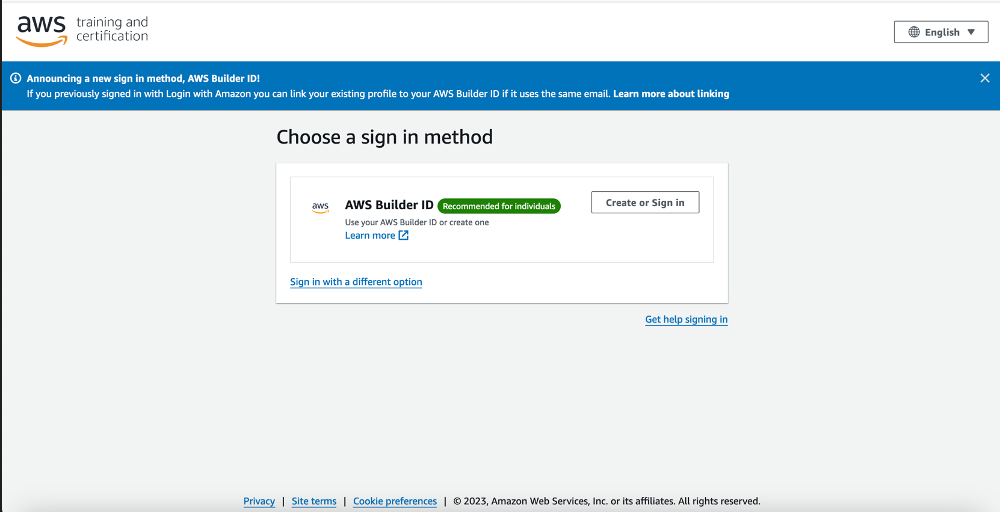 aws training and
certification
English
Announcing a new sign in method, AWS Builder ID!
If you previously signed in with Login with Amazon you can link your existing profile to your AWS Builder ID if it uses the same email. Learn more about linking
Choose a sign in method
aws
AWS Builder ID Recommended for individuals
Create or Sign in
Use your AWS Builder ID or create one
Learn more
Sign in with a different option
Get help signing in
Privacy | Site terms | Cookie preferences | © 2023, Amazon Web Services, Inc. or its affiliates. All rights reserved.